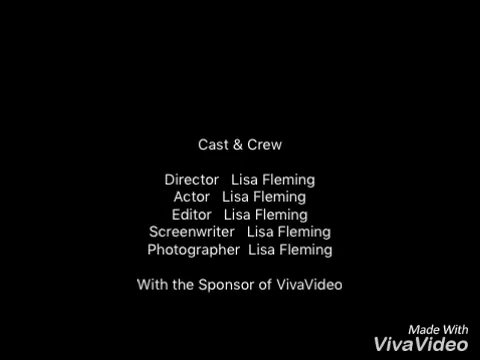 Cast & Crew
Director Lisa Fleming
Actor Lisa Fleming
Editor Lisa Fleming
Screenwriter Lisa Fleming
Photographer Lisa Fleming
With the Sponsor of VivaVideo
Made With
VivaVideo